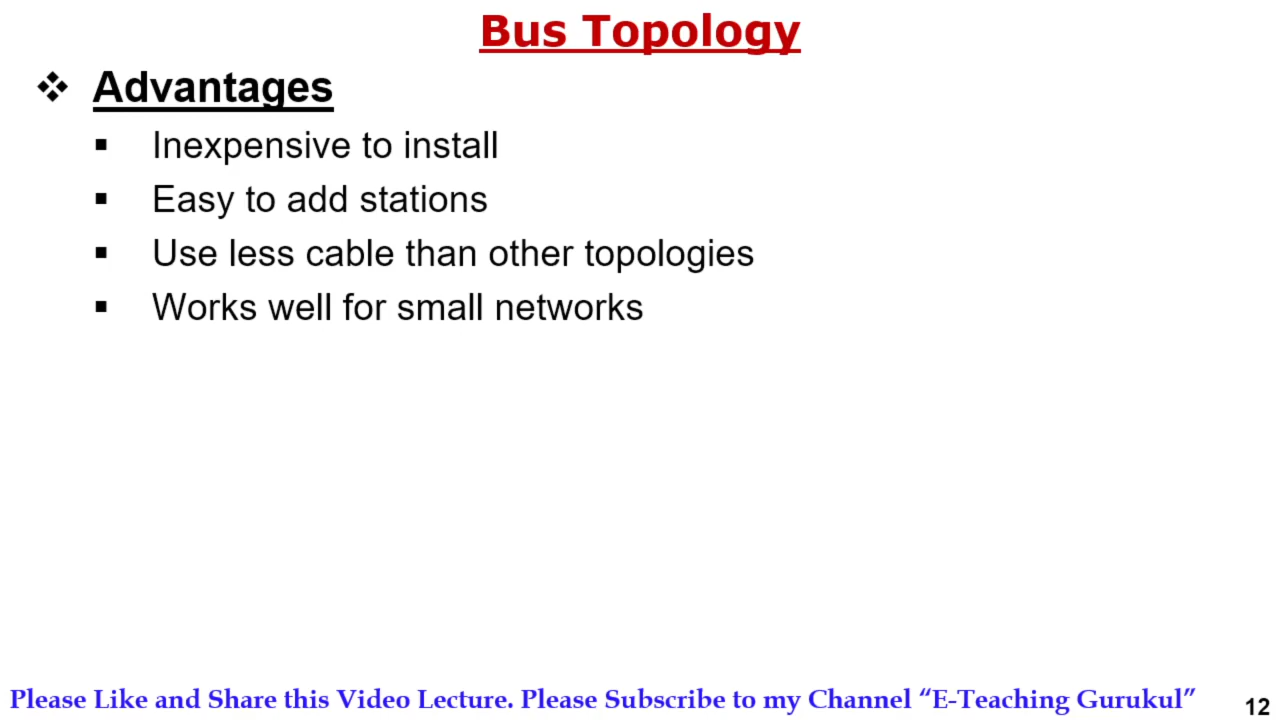 Bus Topology
❖ Advantages
▪ Inexpensive to install
▪ Easy to add stations
▪ Use less cable than other topologies
▪ Works well for small networks
Please Like and Share this Video Lecture. Please Subscribe to my Channel “E-Teaching Gurukul”
12